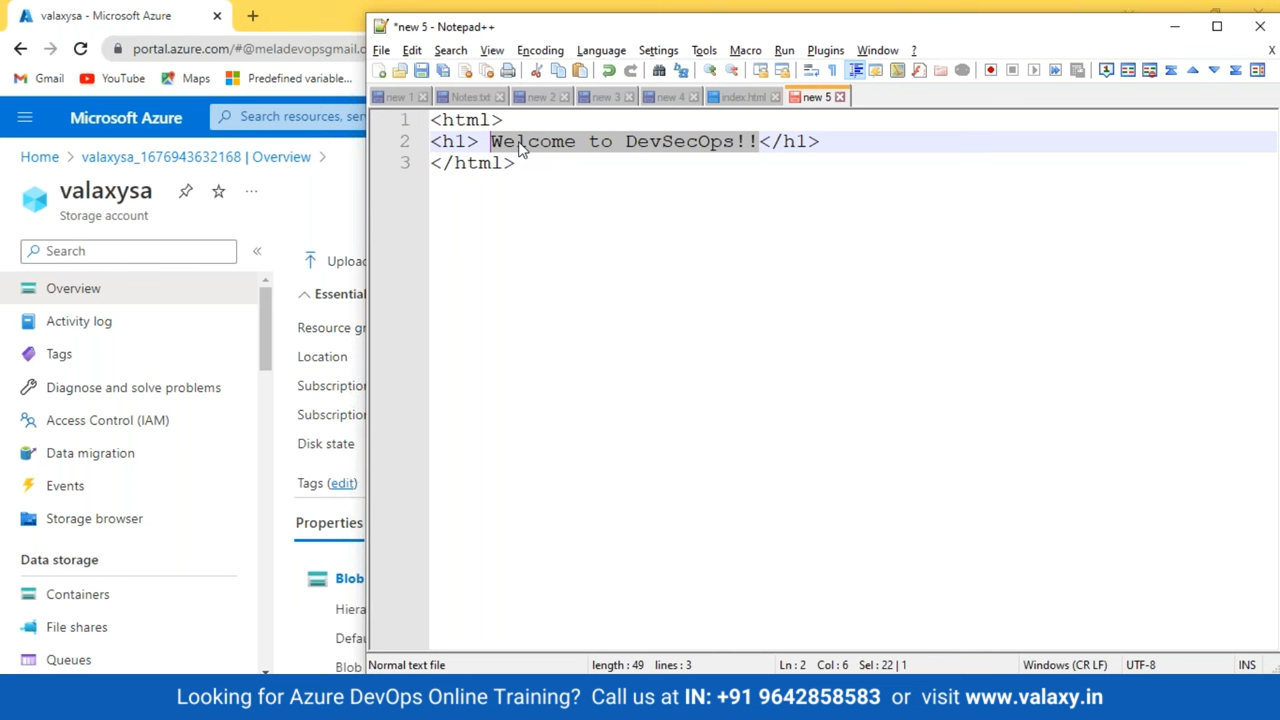 valaxysa - Microsoft Azure
portal.azure.com/#@meladevopsgmail.c
Gmail
YouTube
Maps
Predefined variable...
Microsoft Azure
Search resources, ser
Home > valaxysa_1676943632168 | Overview >
valaxysa
Storage account
Search
Overview
Activity log
Tags
Diagnose and solve problems
Access Control (IAM)
Data migration
Events
Storage browser
Data storage
Containers
File shares
Queues
Uploa
Essential
Resource gr
Location
Subscription
Subscription
Disk state
Tags (edit)
Properties
Blob
Hiera
Defau
Blob
*new 5 - Notepad++
File Edit Search View Encoding Language Settings Tools Macro Run Plugins Window ? X
new 1 Notes.txt new 2 new 3 new 4 index.html new 5
1 <html>
2 <h1> Welcome to DevSecOps!!</h1>
3 </html>
Normal text file length : 49 lines : 3 Ln : 2 Col : 6 Sel : 22 | 1 Windows (CR LF) UTF-8 INS
Looking for Azure DevOps Online Training? Call us at IN: +91 9642858583 or visit www.valaxy.in